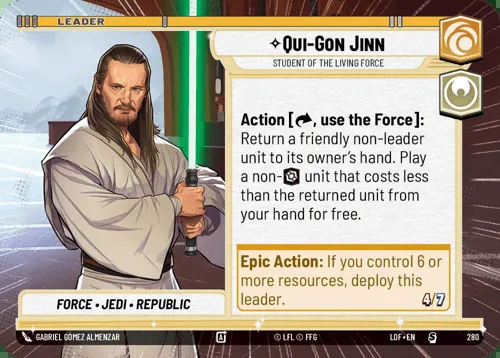 LEADER
QUI-GON JINN
STUDENT OF THE LIVING FORCE
Action [ , use the Force]:
Return a friendly non-leader
unit to its owner's hand. Play
a non- unit that costs less
than the returned unit from
your hand for free.
Epic Action: If you control 6 or
more resources, deploy this
leader.
4/7
FORCE • JEDI • REPUBLIC
GABRIEL GÓMEZ ALMENZAR
A
© LFL © FFG
LOF • EN
280